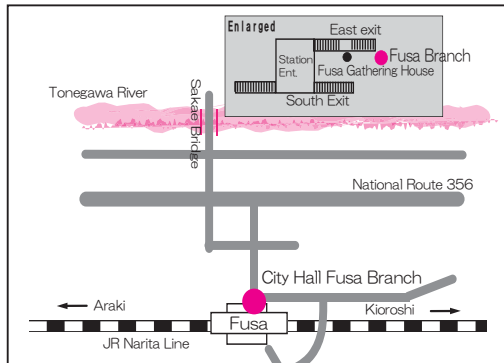 Enlarged
East exit
Station
Ent.
Fusa Branch
Fusa Gathering House
South Exit
Tonegawa River
Sakae Bridge
National Route 356
City Hall Fusa Branch
Araki
Kioroshi
Fusa
JR Narita Line